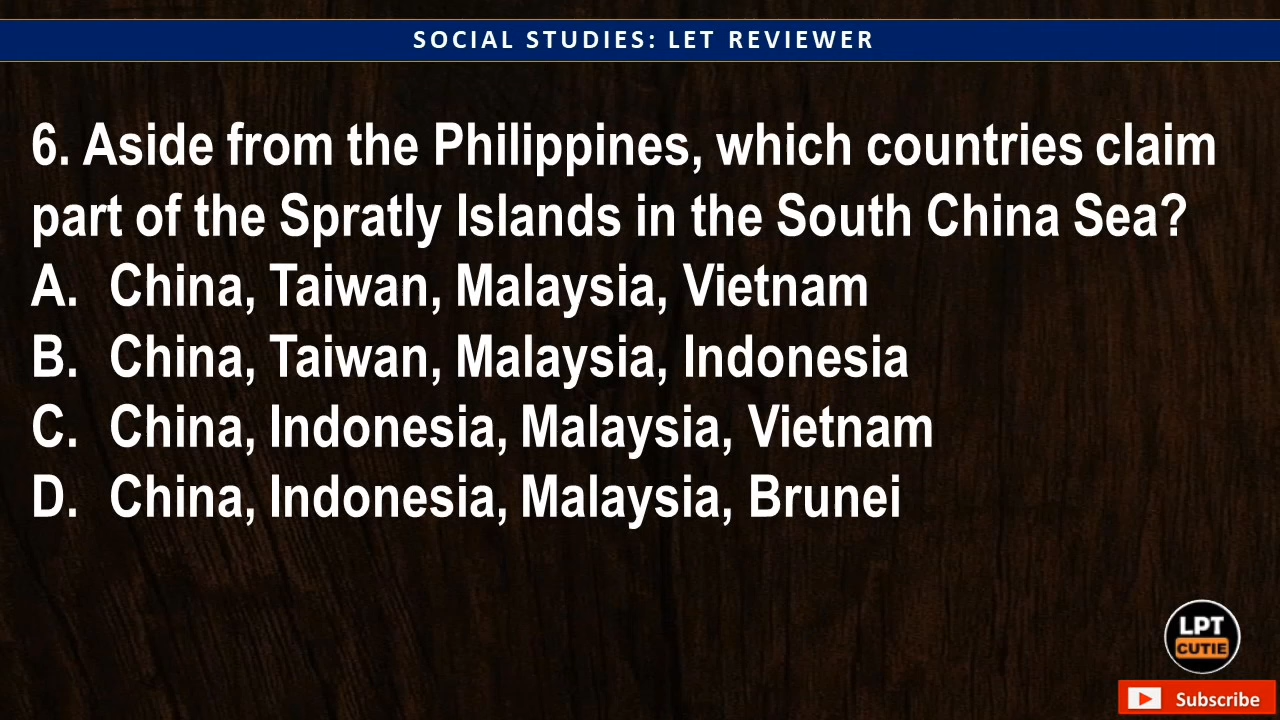 SOCIAL STUDIES: LET REVIEWER
6. Aside from the Philippines, which countries claim
part of the Spratly Islands in the South China Sea?
A. China, Taiwan, Malaysia, Vietnam
B. China, Taiwan, Malaysia, Indonesia
C. China, Indonesia, Malaysia, Vietnam
D. China, Indonesia, Malaysia, Brunei
LPT
CUTIE
Subscribe